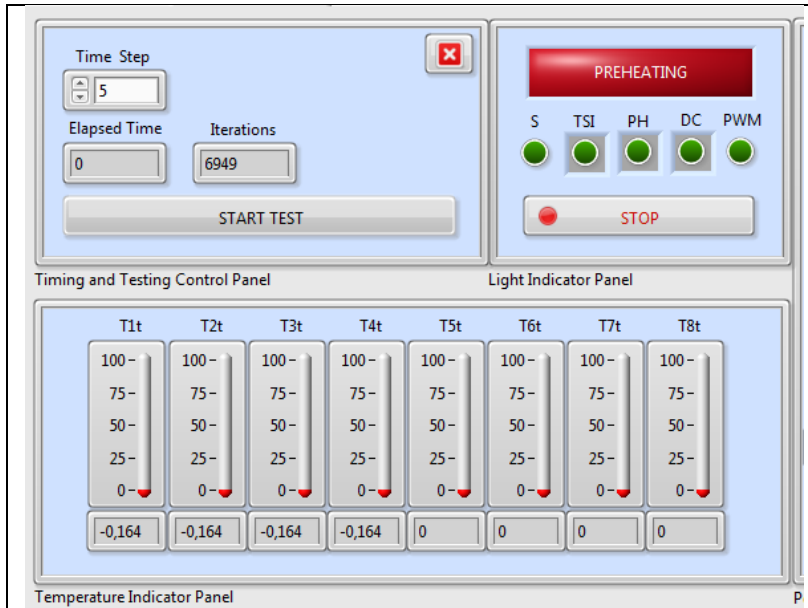 Time Step
5
Elapsed Time Iterations
0 6949
START TEST
Timing and Testing Control Panel
PREHEATING
S TSI PH DC PWM
STOP
Light Indicator Panel
T1t T2t T3t T4t T5t T6t T7t T8t
100 100 100 100 100 100 100 100
75 75 75 75 75 75 75 75
50 50 50 50 50 50 50 50
25 25 25 25 25 25 25 25
0 0 0 0 0 0 0 0
-0,164 -0,164 -0,164 -0,164 0 0 0 0
Temperature Indicator Panel
P